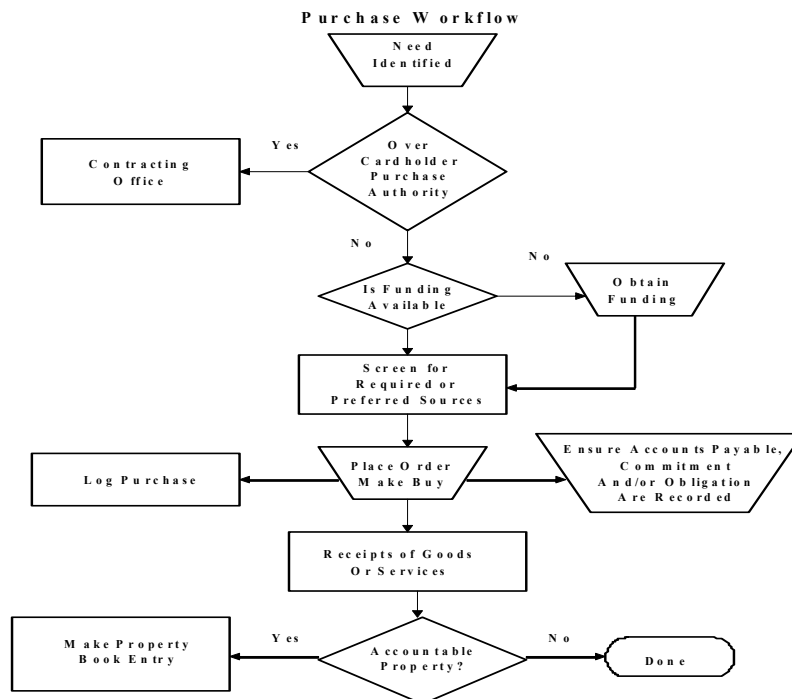 Purchase Workflow
Need
Identified
Yes
Over
Cardholder
Purchase
Authority
Contracting
Office
No
No
Is Funding
Available
Obtain
Funding
Screen for
Required or
Preferred Sources
Log Purchase
Place Order
Make Buy
Ensure Accounts Payable,
Commitment
And/or Obligation
Are Recorded
Receipts of Goods
Or Services
Make Property
Book Entry
Yes
Accountable
Property?
No
Done